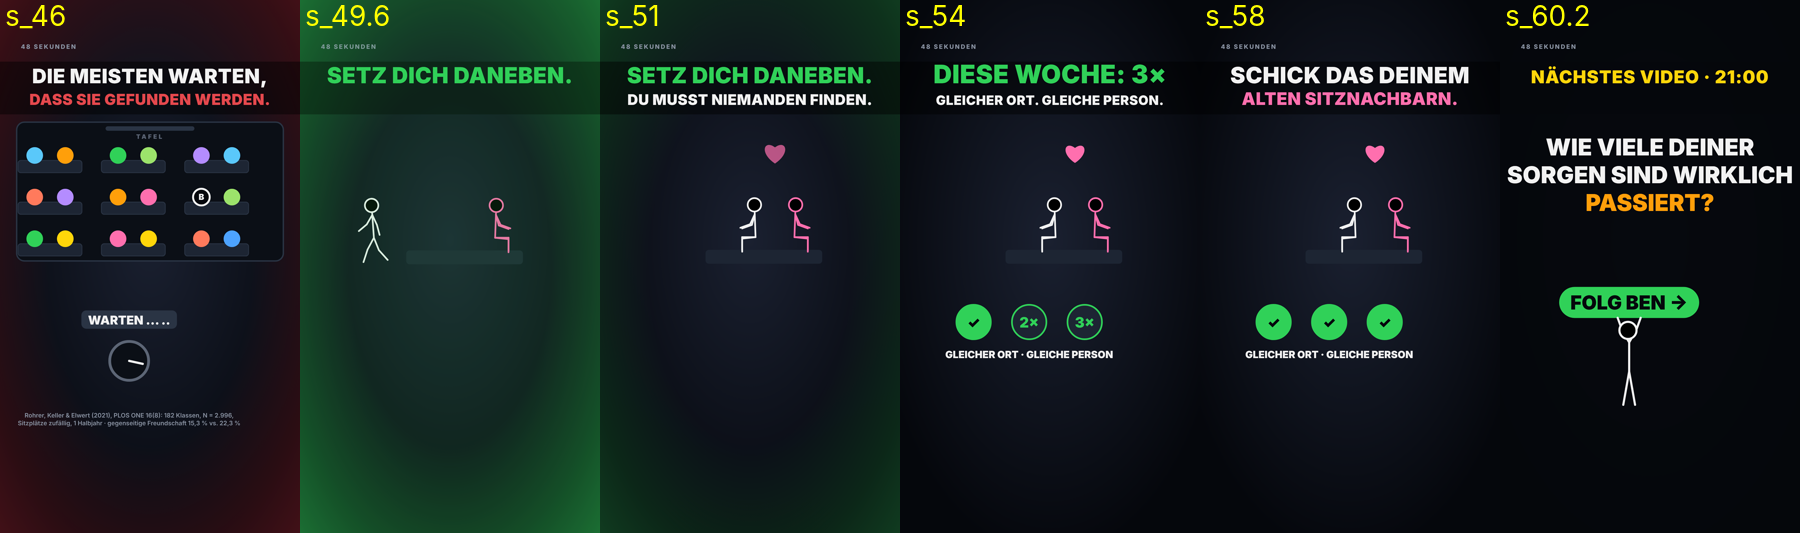 s_46
48 SEKUNDEN
DIE MEISTEN WARTEN,
DASS SIE GEFUNDEN WERDEN.
TAFEL
B
WARTEN .....
Rohrer, Keller & Elwert (2021), PLOS ONE 16(8): 182 Klassen, N = 2.996,
Sitzplätze zufällig, 1 Halbjahr · gegenseitige Freundschaft 15,3 % vs. 22,3 %
s_49.6
48 SEKUNDEN
SETZ DICH DANEBEN.
s_51
48 SEKUNDEN
SETZ DICH DANEBEN.
DU MUSST NIEMANDEN FINDEN.
s_54
48 SEKUNDEN
DIESE WOCHE: 3×
GLEICHER ORT. GLEICHE PERSON.
✓ 2× 3×
GLEICHER ORT · GLEICHE PERSON
s_58
48 SEKUNDEN
SCHICK DAS DEINEM
ALTEN SITZNACHBARN.
✓ ✓ ✓
GLEICHER ORT · GLEICHE PERSON
s_60.2
48 SEKUNDEN
NÄCHSTES VIDEO · 21:00
WIE VIELE DEINER
SORGEN SIND WIRKLICH
PASSIERT?
FOLG BEN →